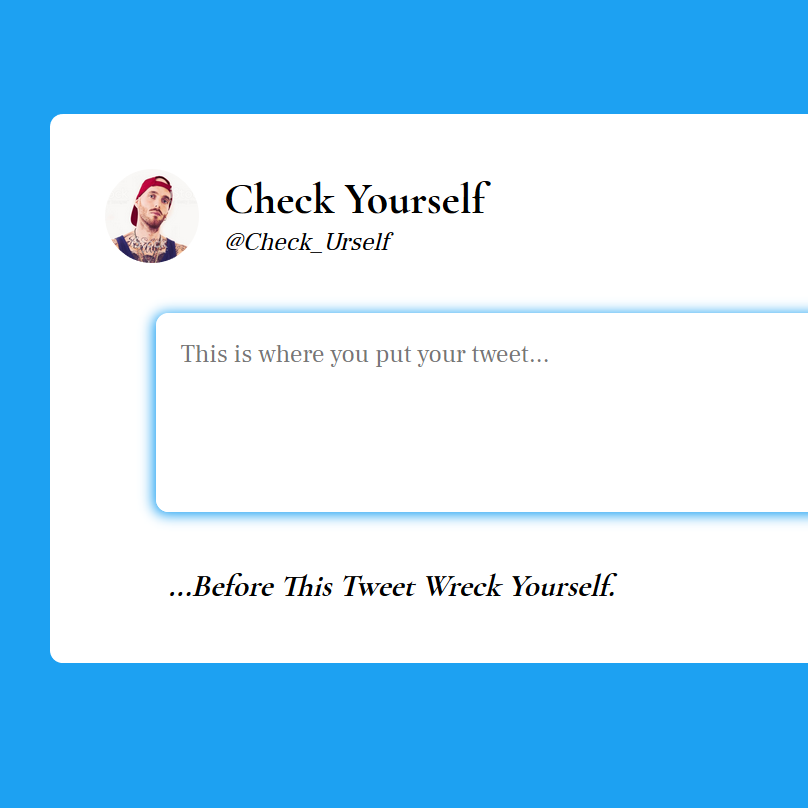 Check Yourself
@Check_Urself
This is where you put your tweet...
...Before This Tweet Wreck Yourself.